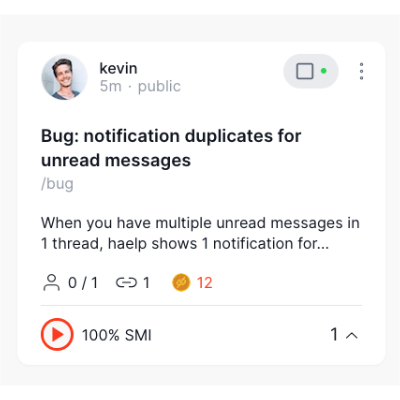 kevin
5m · public
Bug: notification duplicates for
unread messages
/bug
When you have multiple unread messages in
1 thread, haelp shows 1 notification for...
0 / 1 1 12
100% SMI 1